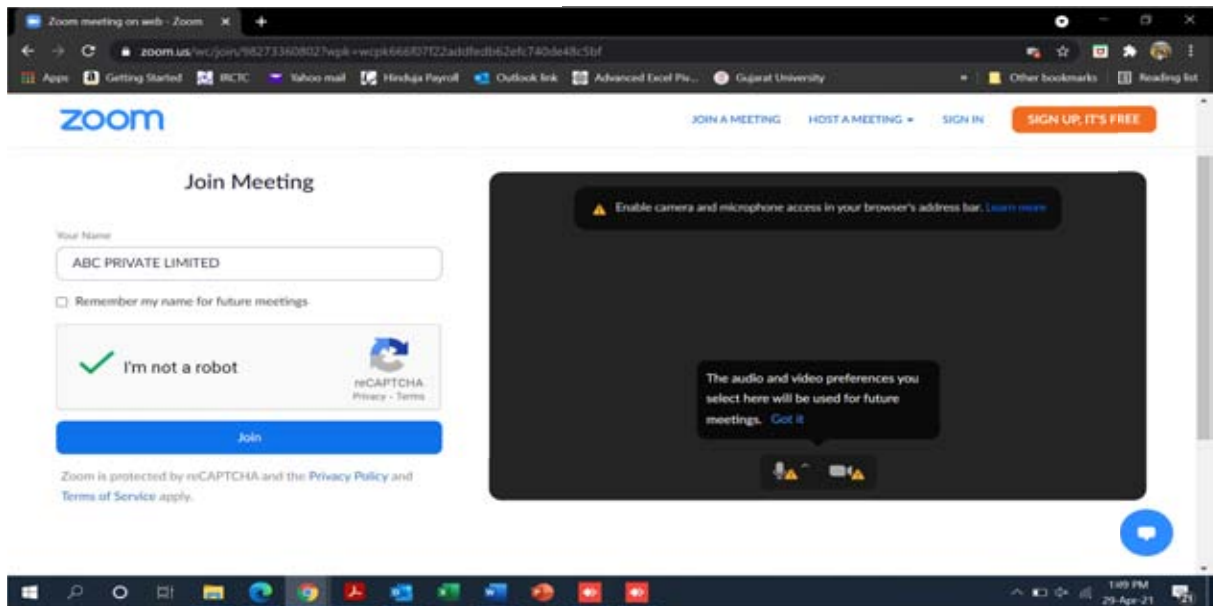 Zoom meeting on web - Zoom
Apps Getting Started IRCTC Yahoo mail Hinduja Payroll Outlook link Advanced Excel Piv... Gujarat University Other bookmarks Reading list
zoom JOIN A MEETING HOST A MEETING SIGN IN SIGN UP, IT'S FREE
Join Meeting
Enable camera and microphone access in your browser's address bar. Learn more
Your Name
ABC PRIVATE LIMITED
Remember my name for future meetings
I'm not a robot
reCAPTCHA
Privacy - Terms
The audio and video preferences you
select here will be used for future
meetings. Got it
Join
Zoom is protected by reCAPTCHA and the Privacy Policy and
Terms of Service apply.
1:49 PM
29-Apr-21